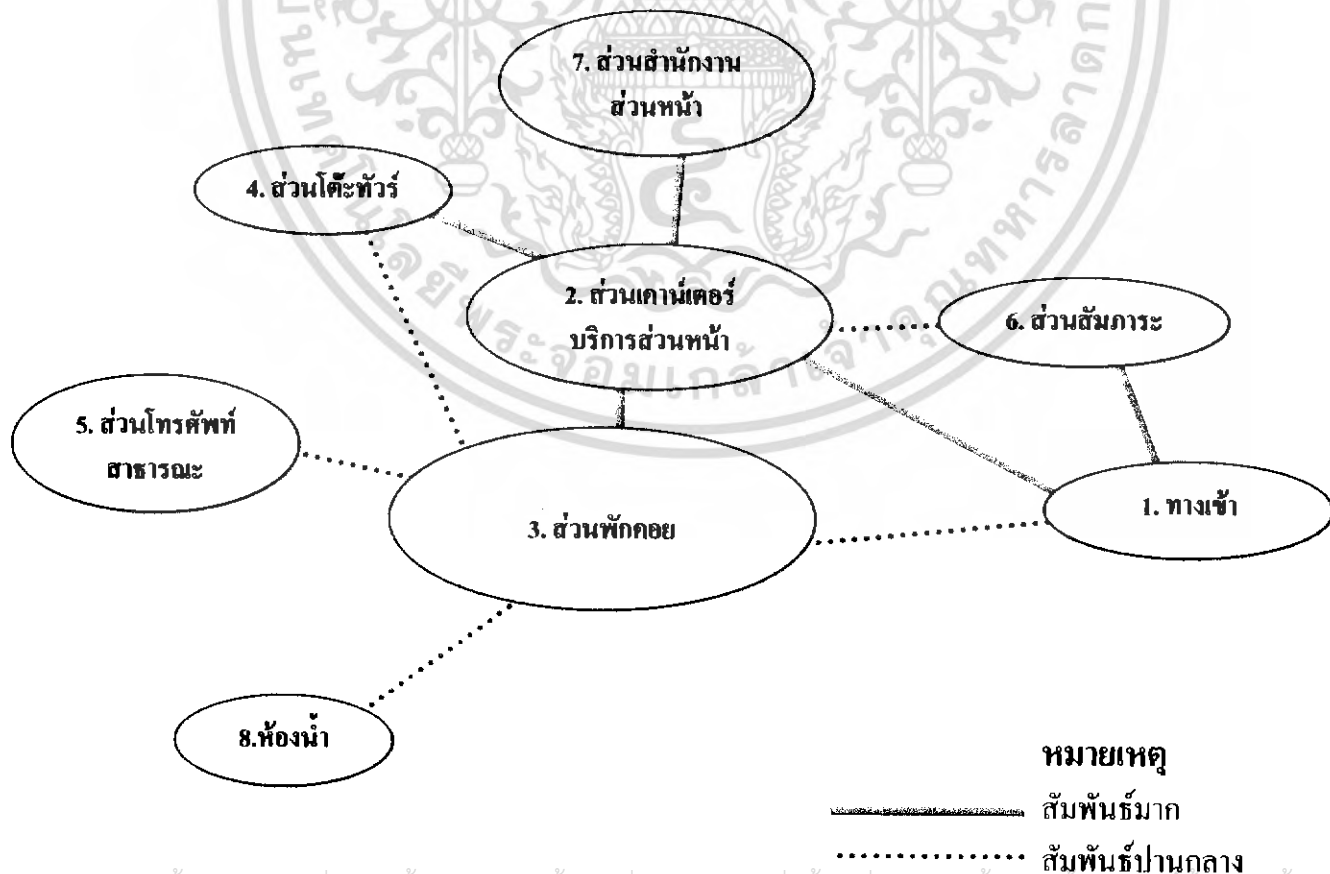 7. ส่วนสำนักงาน
ส่วนหน้า
4. ส่วนโต๊ะทัวร์
2. ส่วนเคาน์เตอร์
บริการส่วนหน้า
6. ส่วนสัมภาระ
5. ส่วนโทรศัพท์
สาธารณะ
3. ส่วนพักคอย
1. ทางเข้า
8.ห้องน้ำ
หมายเหตุ
สัมพันธ์มาก
สัมพันธ์ปานกลาง